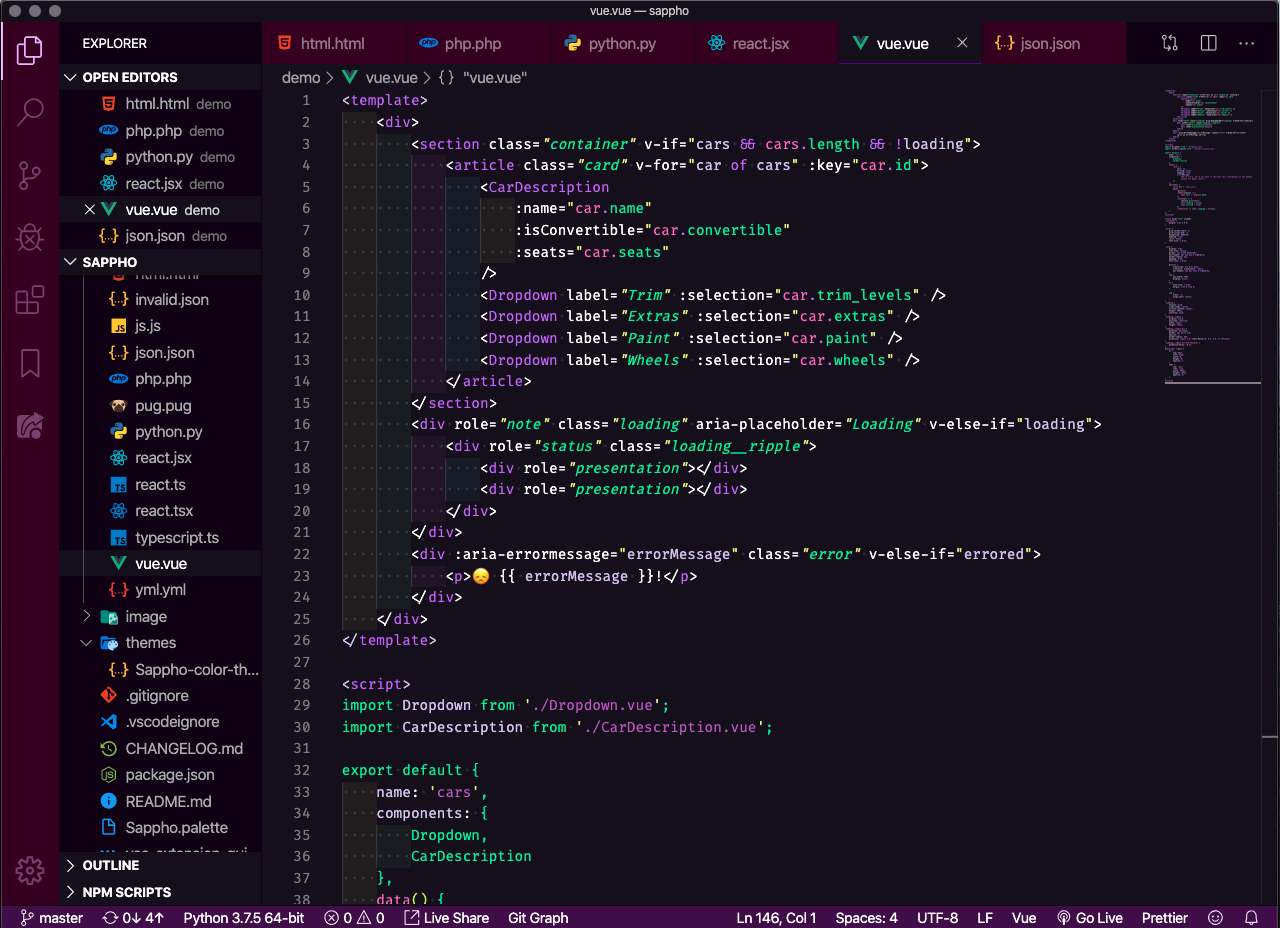 vue.vue — sappho
EXPLORER
html.html
php.php
python.py
react.jsx
vue.vue
{..} json.json
OPEN EDITORS
html.html demo
php.php demo
python.py demo
react.jsx demo
vue.vue demo
{..} json.json demo
SAPPHO
html.html
{..} invalid.json
JS js.js
{..} json.json
php php.php
pug.pug
python.py
react.jsx
TS react.ts
react.tsx
TS typescript.ts
vue.vue
{..} yml.yml
image
themes
{..} Sappho-color-th...
.gitignore
.vscodeignore
CHANGELOG.md
package.json
README.md
Sappho.palette
OUTLINE
NPM SCRIPTS
demo > vue.vue > {} "vue.vue"
1 <template>
2 <div>
3 <section class="container" v-if="cars && cars.length && !loading">
4 <article class="card" v-for="car of cars" :key="car.id">
5 <CarDescription
6 :name="car.name"
7 :isConvertible="car.convertible"
8 :seats="car.seats"
9 />
10 <Dropdown label="Trim" :selection="car.trim_levels" />
11 <Dropdown label="Extras" :selection="car.extras" />
12 <Dropdown label="Paint" :selection="car.paint" />
13 <Dropdown label="Wheels" :selection="car.wheels" />
14 </article>
15 </section>
16 <div role="note" class="loading" aria-placeholder="Loading" v-else-if="loading">
17 <div role="status" class="loading__ripple">
18 <div role="presentation"></div>
19 <div role="presentation"></div>
20 </div>
21 </div>
22 <div :aria-errormessage="errorMessage" class="error" v-else-if="errored">
23 <p>😞 {{ errorMessage }}!</p>
24 </div>
25 </div>
26 </template>
27
28 <script>
29 import Dropdown from './Dropdown.vue';
30 import CarDescription from './CarDescription.vue';
31
32 export default {
33 name: 'cars',
34 components: {
35 Dropdown,
36 CarDescription
37 },
38 data() {
master 0↓ 4↑ Python 3.7.5 64-bit 0 0 Live Share Git Graph Ln 146, Col 1 Spaces: 4 UTF-8 LF Vue Go Live Prettier